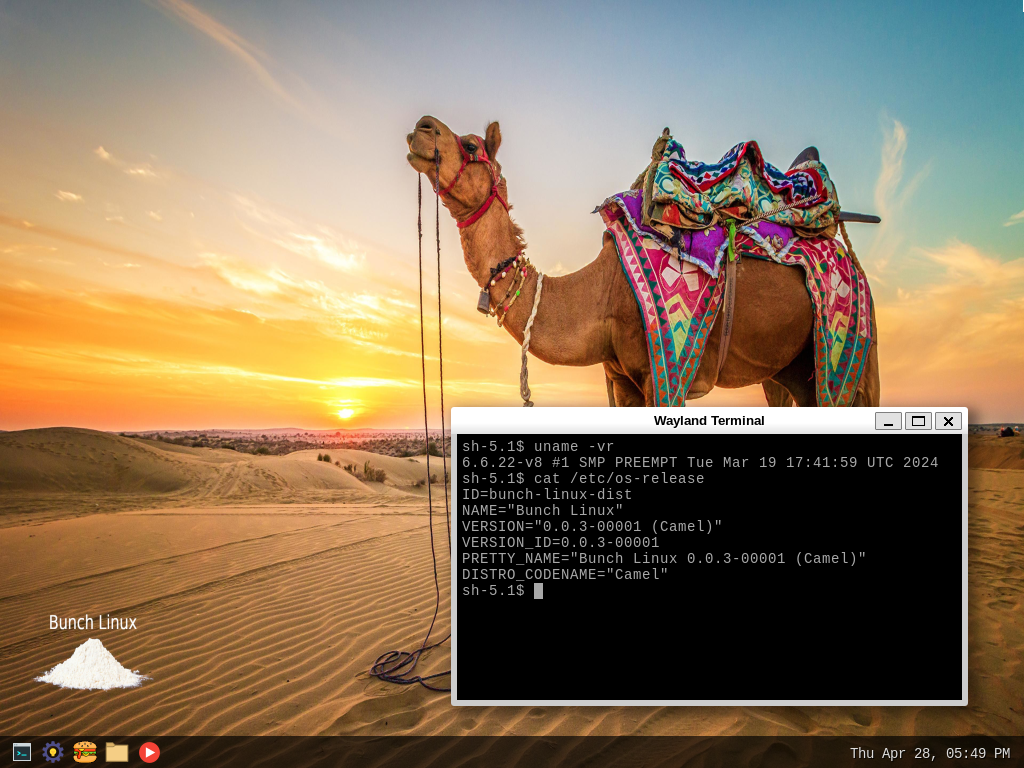 Wayland Terminal
sh-5.1$ uname -vr
6.6.22-v8 #1 SMP PREEMPT Tue Mar 19 17:41:59 UTC 2024
sh-5.1$ cat /etc/os-release
ID=bunch-linux-dist
NAME="Bunch Linux"
VERSION="0.0.3-00001 (Camel)"
VERSION_ID=0.0.3-00001
PRETTY_NAME="Bunch Linux 0.0.3-00001 (Camel)"
DISTRO_CODENAME="Camel"
sh-5.1$
Bunch Linux
Thu Apr 28, 05:49 PM